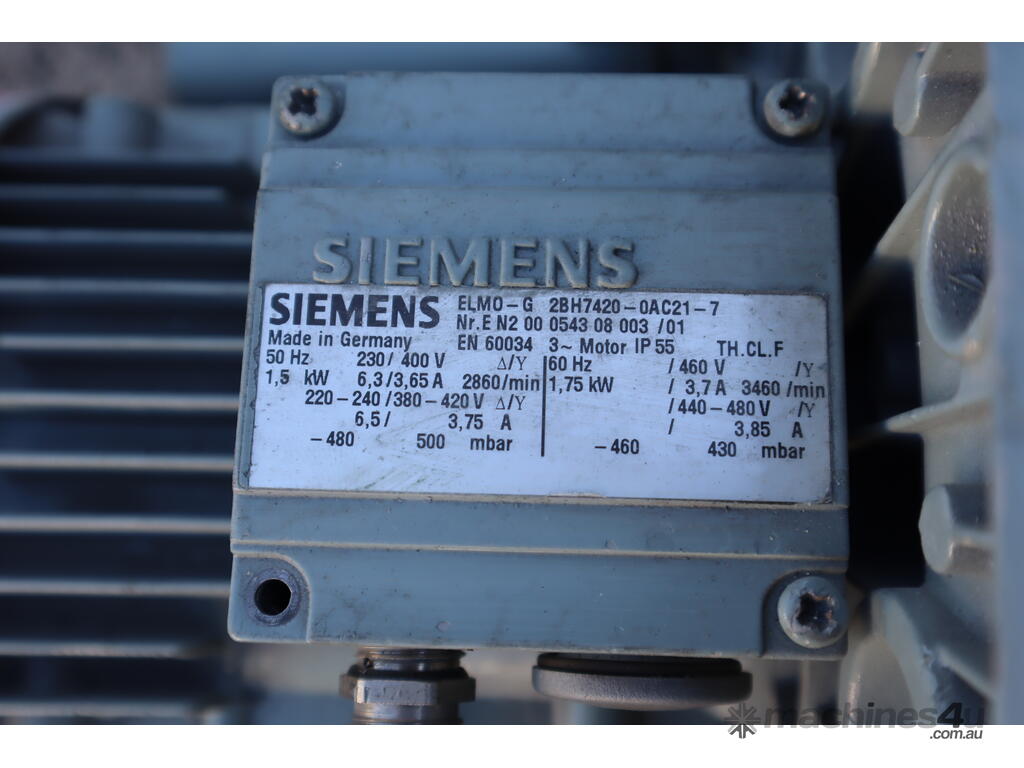 SIEMENS
SIEMENS ELMO-G 2BH7420-0AC21-7
Nr.E N2 00 0543 08 003 /01
Made in Germany EN 60034 3~ Motor IP 55 TH.CL.F
50 Hz 230/ 400 V Δ/Y 60 Hz / 460 V /Y
1,5 kW 6,3/3,65 A 2860/min 1,75 kW / 3,7 A 3460/min
220-240/380-420 V Δ/Y /440-480 V /Y
6,5/ 3,75 A / 3,85 A
-480 500 mbar -460 430 mbar
machines4u
.com.au